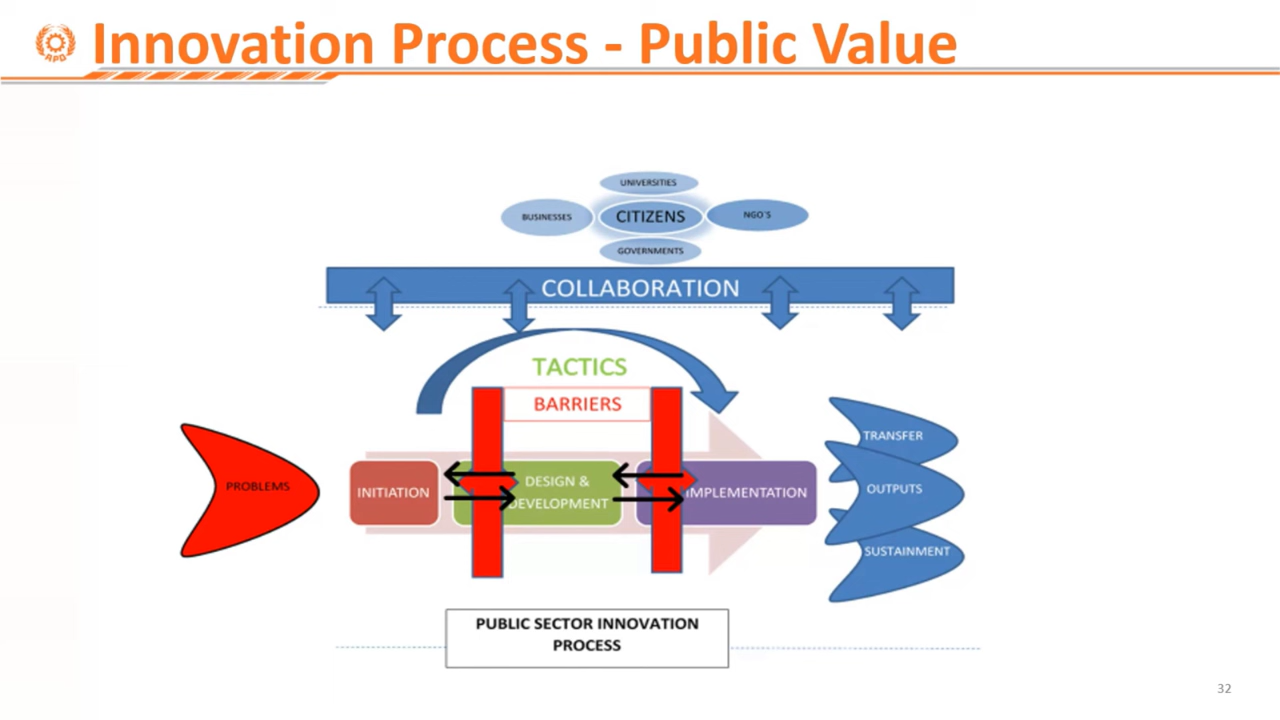 Innovation Process - Public Value
APO
UNIVERSITIES
BUSINESSES
CITIZENS
NGO'S
GOVERNMENTS
COLLABORATION
TACTICS
BARRIERS
PROBLEMS
INITIATION
DESIGN &
DEVELOPMENT
IMPLEMENTATION
TRANSFER
OUTPUTS
SUSTAINMENT
PUBLIC SECTOR INNOVATION
PROCESS
32